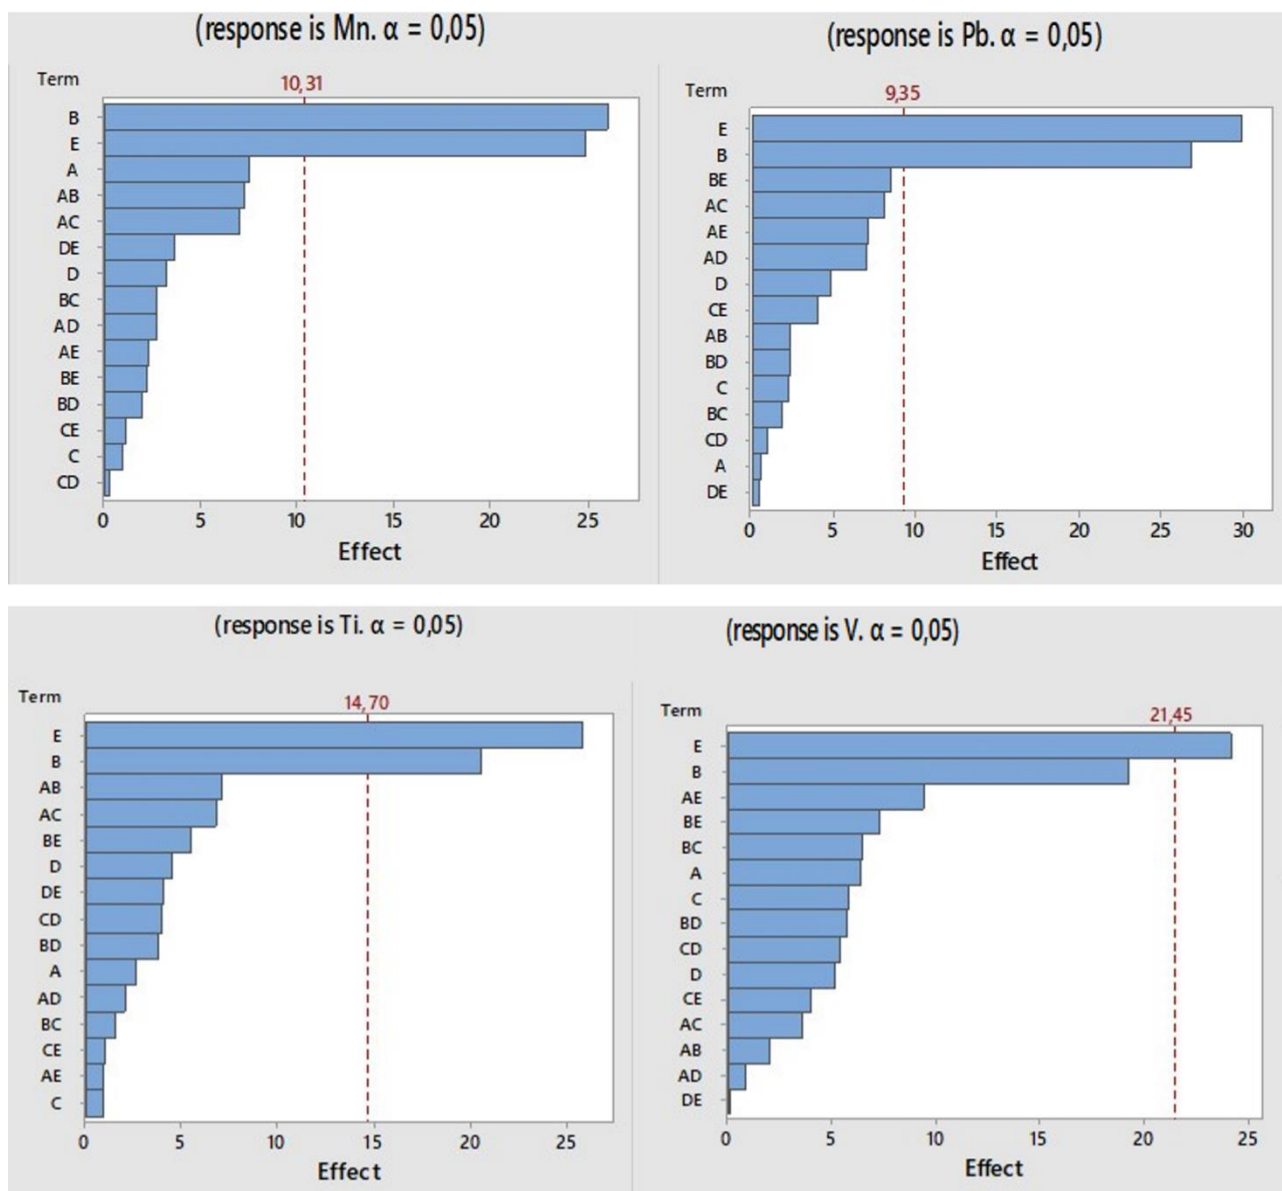 (response is Mn. α = 0,05)
Term
10,31
B
E
A
AB
AC
DE
D
BC
AD
AE
BE
BD
CE
C
CD
0 5 10 15 20 25
Effect
(response is Pb. α = 0,05)
Term
9,35
E
B
BE
AC
AE
AD
D
CE
AB
BD
C
BC
CD
A
DE
0 5 10 15 20 25 30
Effect
(response is Ti. α = 0,05)
Term
14,70
E
B
AB
AC
BE
D
DE
CD
BD
A
AD
BC
CE
AE
C
0 5 10 15 20 25
Effect
(response is V. α = 0,05)
Term
21,45
E
B
AE
BE
BC
A
C
BD
CD
D
CE
AC
AB
AD
DE
0 5 10 15 20 25
Effect